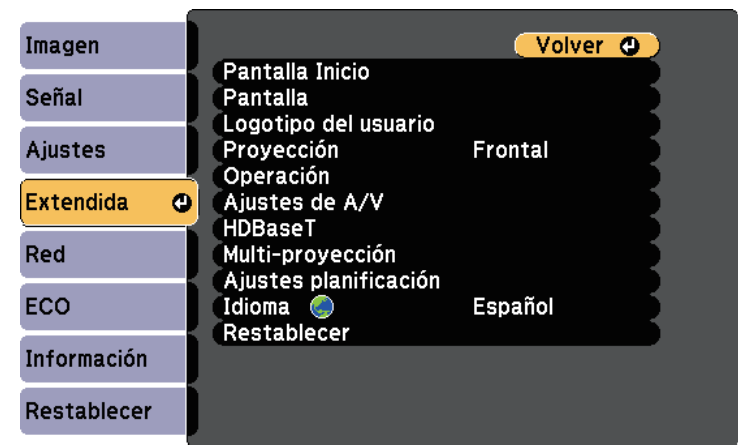 Imagen
Señal
Ajustes
Extendida
Red
ECO
Información
Restablecer
Volver
Pantalla Inicio
Pantalla
Logotipo del usuario
Proyección Frontal
Operación
Ajustes de A/V
HDBaseT
Multi-proyección
Ajustes planificación
Idioma Español
Restablecer